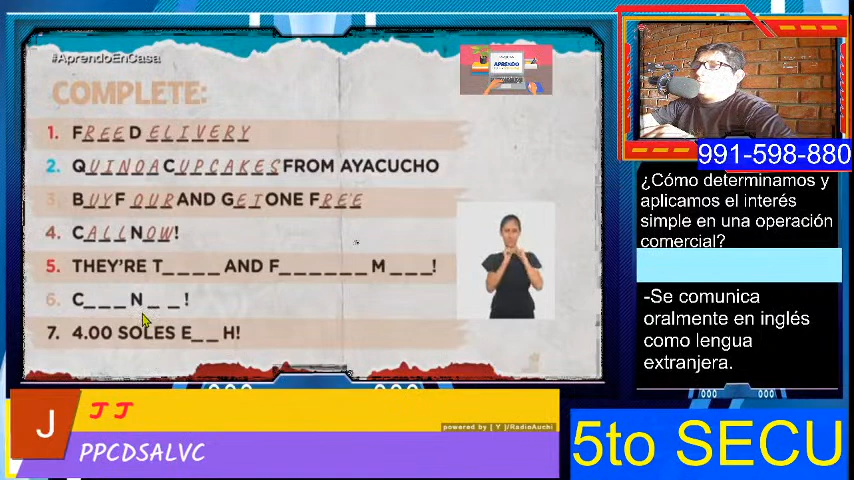 #AprendoEnCasa
APRENDO
COMPLETE:
1. FREE DELIVERY
2. QUINOA CUPCAKES FROM AYACUCHO
3. BUY FOUR AND GET ONE FREE
4. CALL NOW!
5. THEY'RE T____ AND F______ M___!
6. C___N__!
7. 4.00 SOLES E__H!
991-598-880
¿Cómo determinamos y
aplicamos el interés
simple en una operación
comercial?
-Se comunica
oralmente en inglés
como lengua
extranjera.
J
JJ
powered by [ Y ]/RadioAuchi
PPCDSALVC
5to SECU